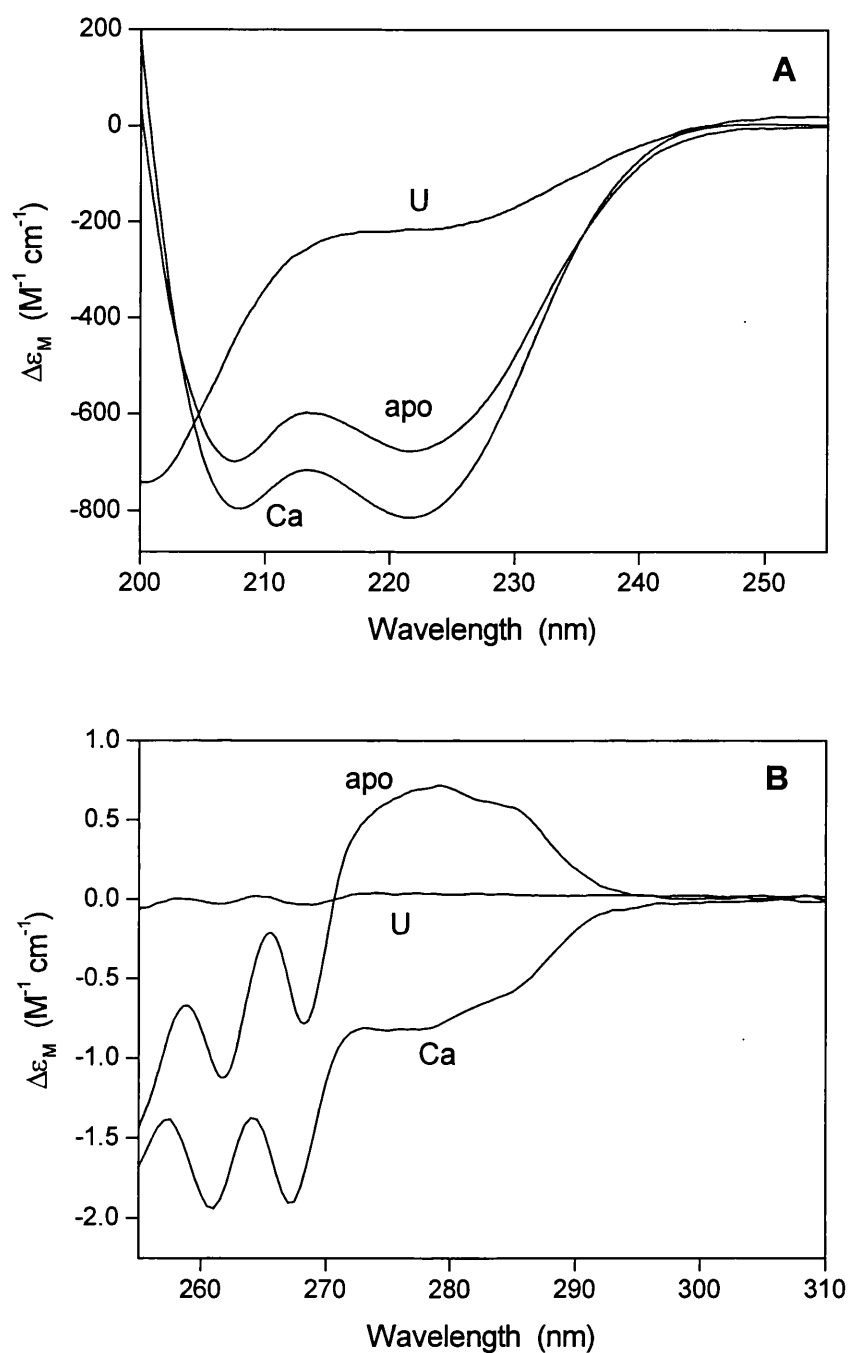 A
200
0
-200
-400
-600
-800
Δε_M (M⁻¹ cm⁻¹)
U
apo
Ca
200 210 220 230 240 250
Wavelength (nm)
B
1.0
0.5
0.0
-0.5
-1.0
-1.5
-2.0
Δε_M (M⁻¹ cm⁻¹)
apo
U
Ca
260 270 280 290 300 310
Wavelength (nm)